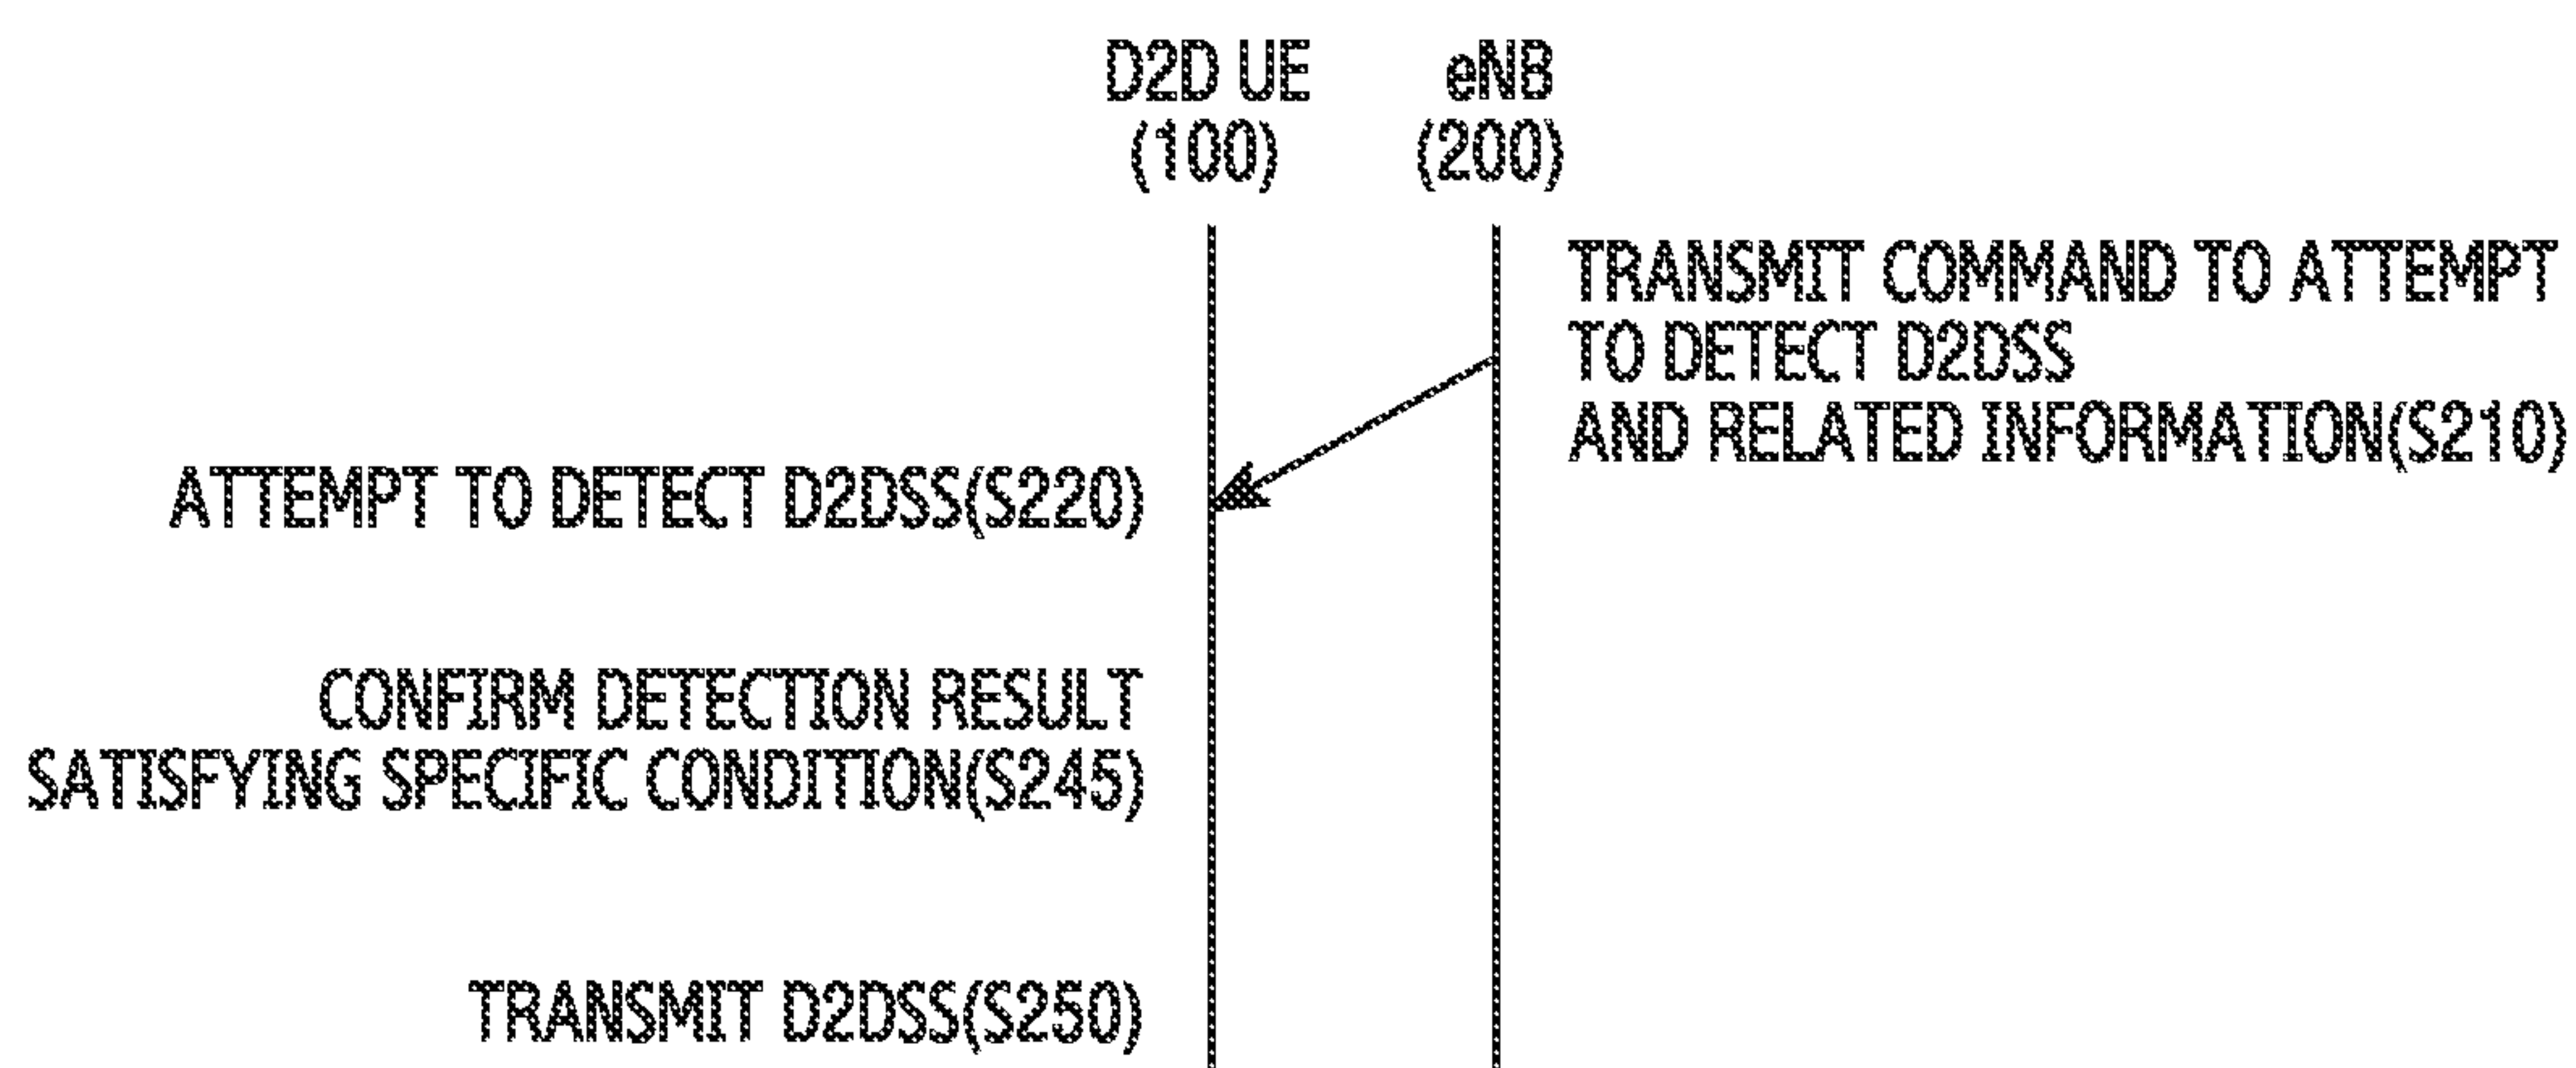 D2D UE
(100)
eNB
(200)
TRANSMIT COMMAND TO ATTEMPT
TO DETECT D2DSS
AND RELATED INFORMATION(S210)
ATTEMPT TO DETECT D2DSS(S220)
CONFIRM DETECTION RESULT
SATISFYING SPECIFIC CONDITION(S245)
TRANSMIT D2DSS(S250)